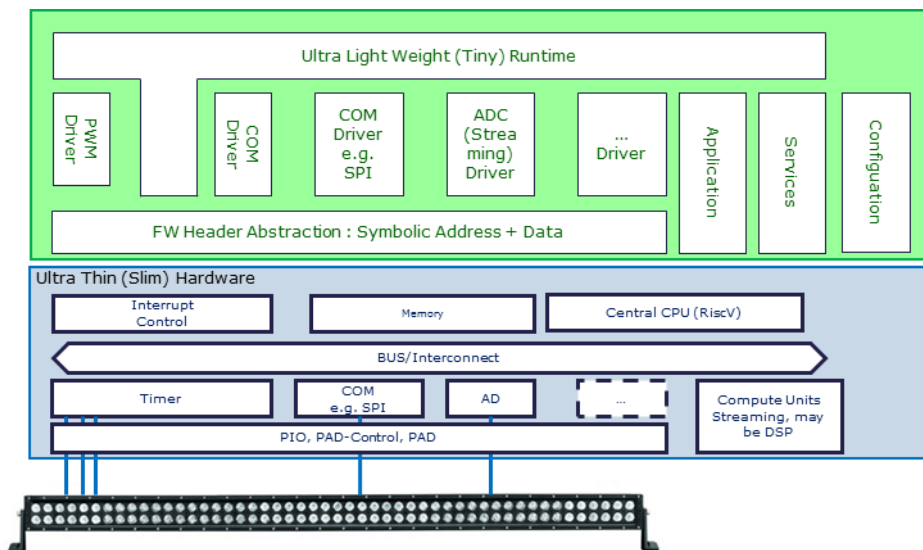 Ultra Light Weight (Tiny) Runtime
PWM
Driver
COM
Driver
COM
Driver
e.g.
SPI
ADC
(Strea
ming)
Driver
...
Driver
Application
Services
Configuation
FW Header Abstraction : Symbolic Address + Data
Ultra Thin (Slim) Hardware
Interrupt
Control
Memory
Central CPU (RiscV)
BUS/Interconnect
Timer
COM
e.g. SPI
AD
...
Compute Units
Streaming, may
be DSP
PIO, PAD-Control, PAD